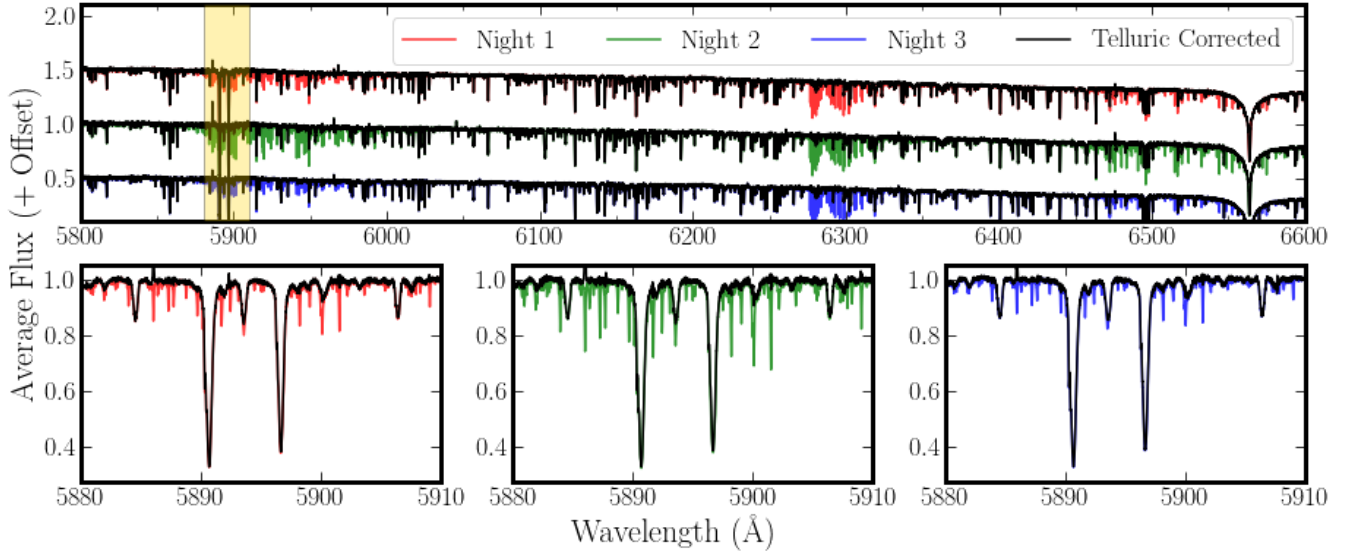 2.0
Night 1 Night 2 Night 3 Telluric Corrected
1.5
1.0
0.5
5800 5900 6000 6100 6200 6300 6400 6500 6600
Average Flux (+ Offset)
1.0 1.0 1.0
0.8 0.8 0.8
0.6 0.6 0.6
0.4 0.4 0.4
5880 5890 5900 5910 5880 5890 5900 5910 5880 5890 5900 5910
Wavelength (Å)